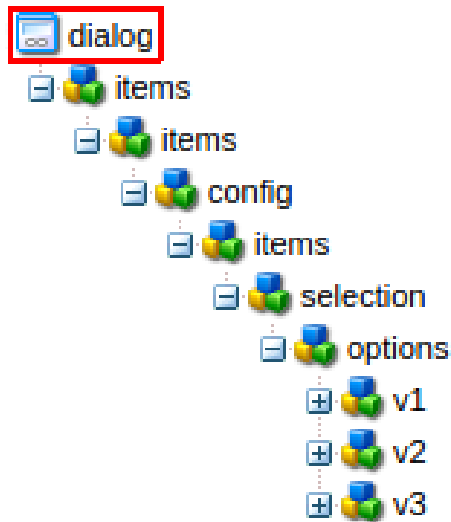 dialog
items
items
config
items
selection
options
v1
v2
v3